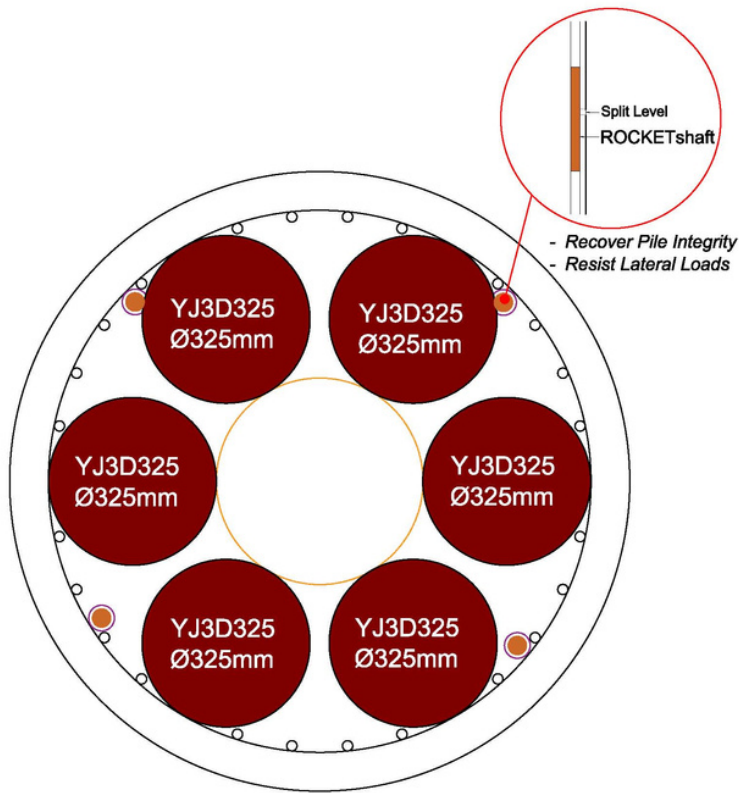 Split Level
ROCKETshaft
- Recover Pile Integrity
- Resist Lateral Loads
YJ3D325
Ø325mm
YJ3D325
Ø325mm
YJ3D325
Ø325mm
YJ3D325
Ø325mm
YJ3D325
Ø325mm
YJ3D325
Ø325mm